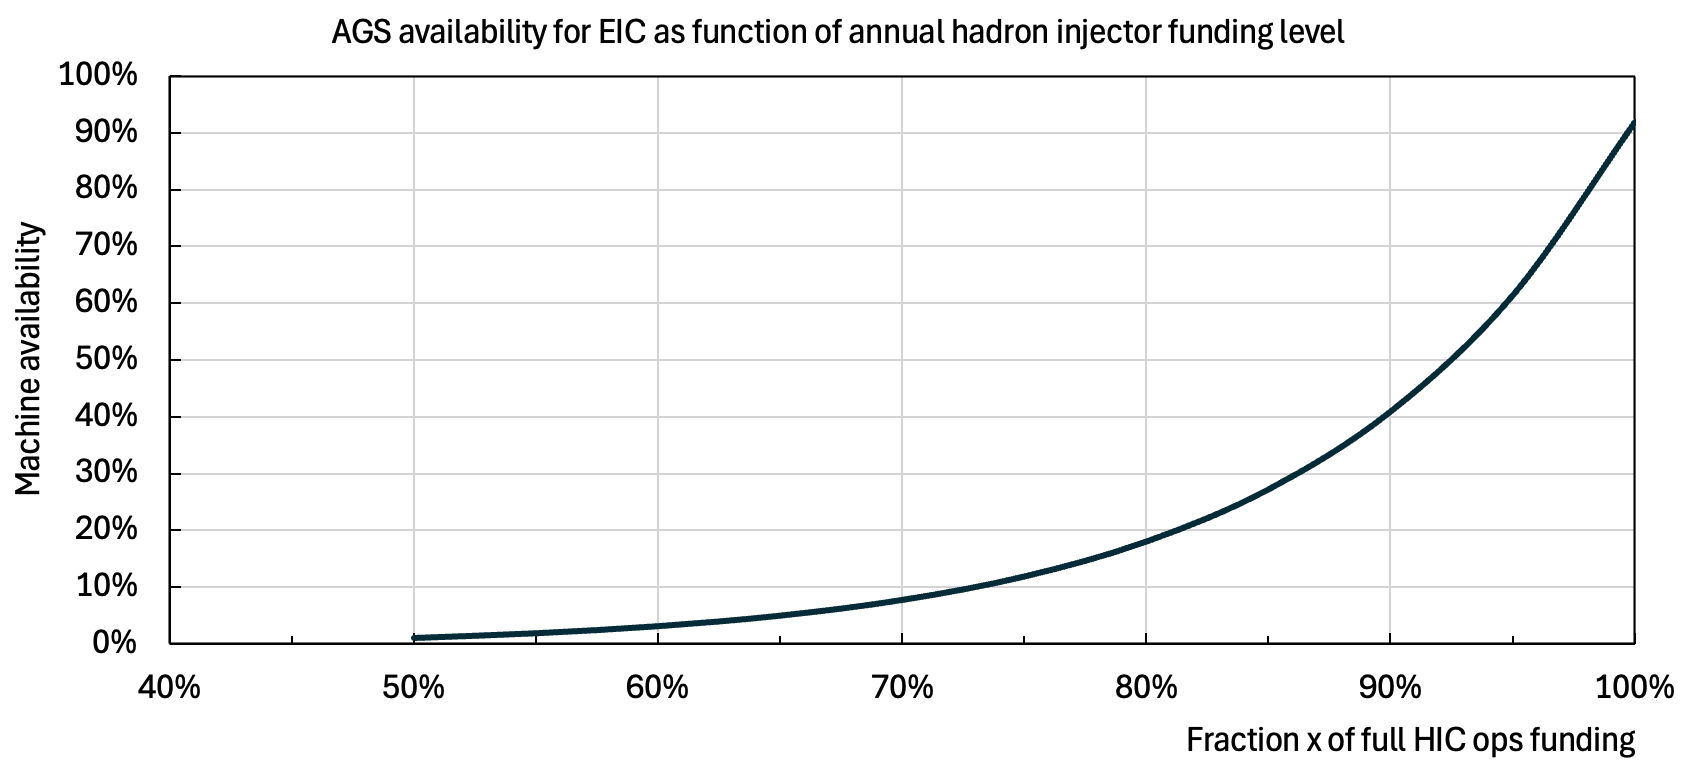 AGS availability for EIC as function of annual hadron injector funding level
100%
90%
80%
70%
60%
50%
40%
30%
20%
10%
0%
Machine availability
40% 50% 60% 70% 80% 90% 100%
Fraction x of full HIC ops funding